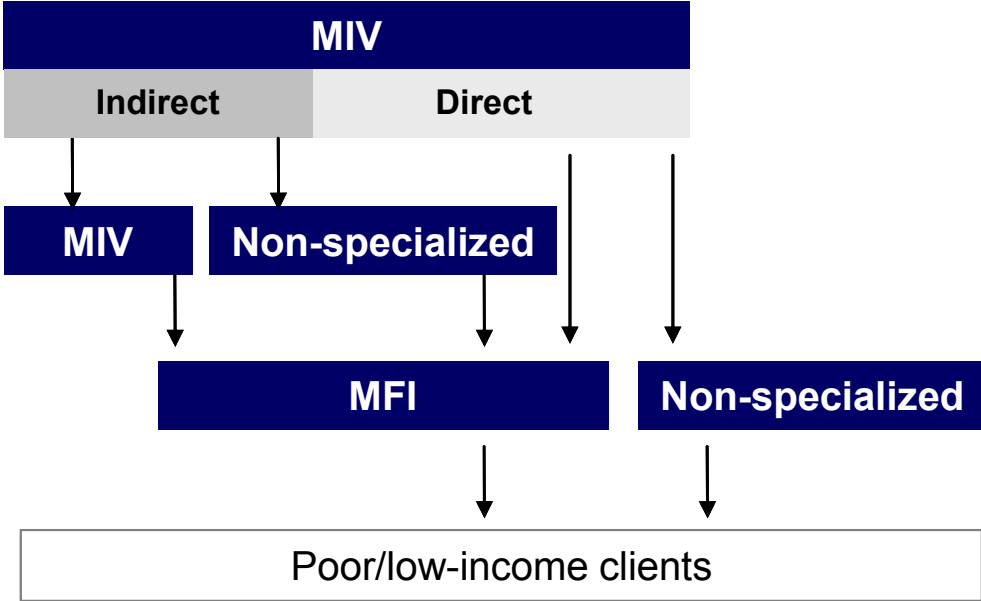 MIV
Indirect Direct
MIV Non-specialized
MFI Non-specialized
Poor/low-income clients